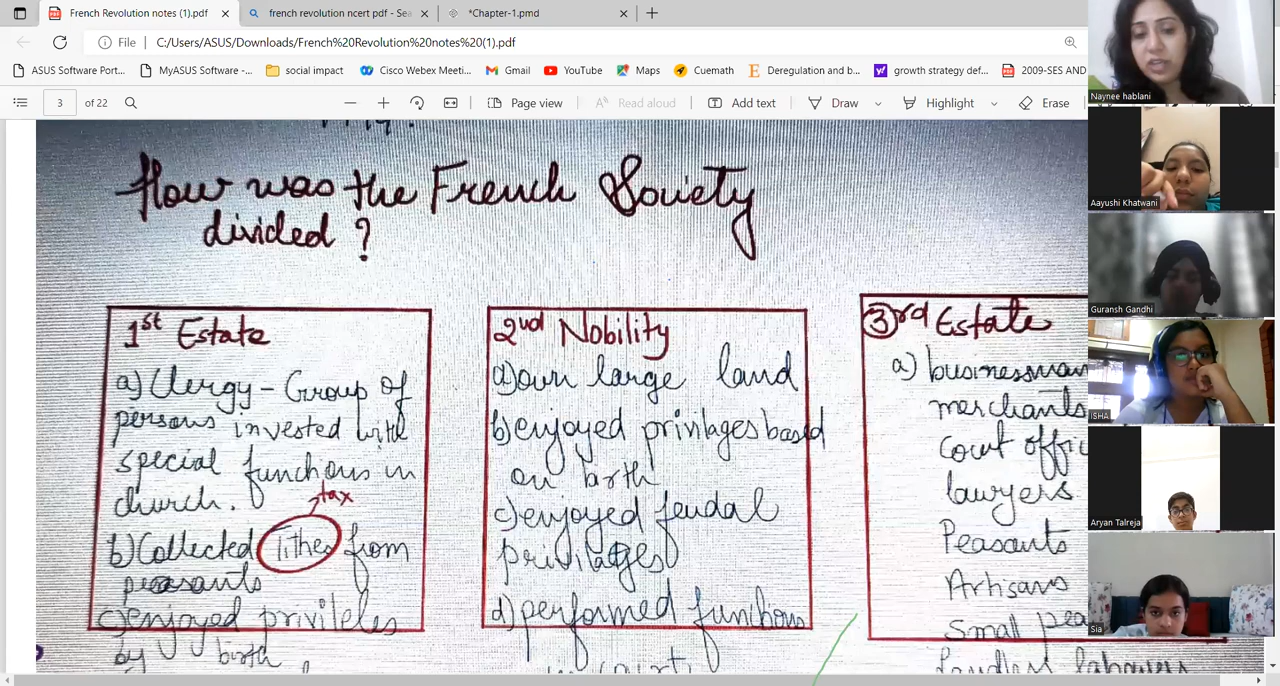 French Revolution notes (1).pdf
french revolution ncert pdf - Sea
*Chapter-1.pmd
File
C:/Users/ASUS/Downloads/French%20Revolution%20notes%20(1).pdf
ASUS Software Port...
MyASUS Software -...
social impact
Cisco Webex Meeti...
Gmail
YouTube
Maps
Cuemath
Deregulation and b...
growth strategy def...
2009-SES AND
3 of 22
Page view
Read aloud
Add text
Draw
Highlight
Erase
How was the French Society
divided ?
1st Estate
a) Clergy - Group of
persons invested with
special functions in
church.
tax
b) Collected Tithes from
peasants
c) enjoyed privileles
by birth
2nd Nobility
a) own large land
b) enjoyed privilages based
on birth
c) enjoyed feudal
privilages
d) performed functions
3rd Estate
a) businessman
merchants
Court offic
lawyers
Peasants
Artisans
Small pea
Landless labourers
Naynee hablani
Aayushi Khatwani
Guransh Gandhi
ISHA
Aryan Talreja
Sia